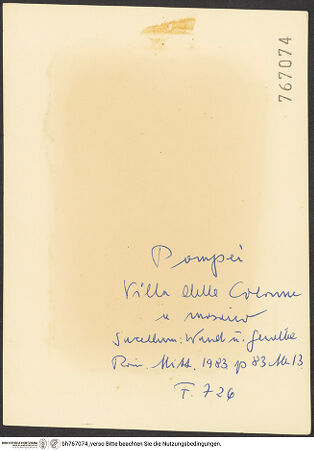 767074
Pompei
Villa delle Colonne
a mosaico
Sacellum: Wand u. Gewölbe
Röm. Mitt. 1983 p 83 Abb 13
F. 726
bh767074_verso Bitte beachten Sie die Nutzungsbedingungen.